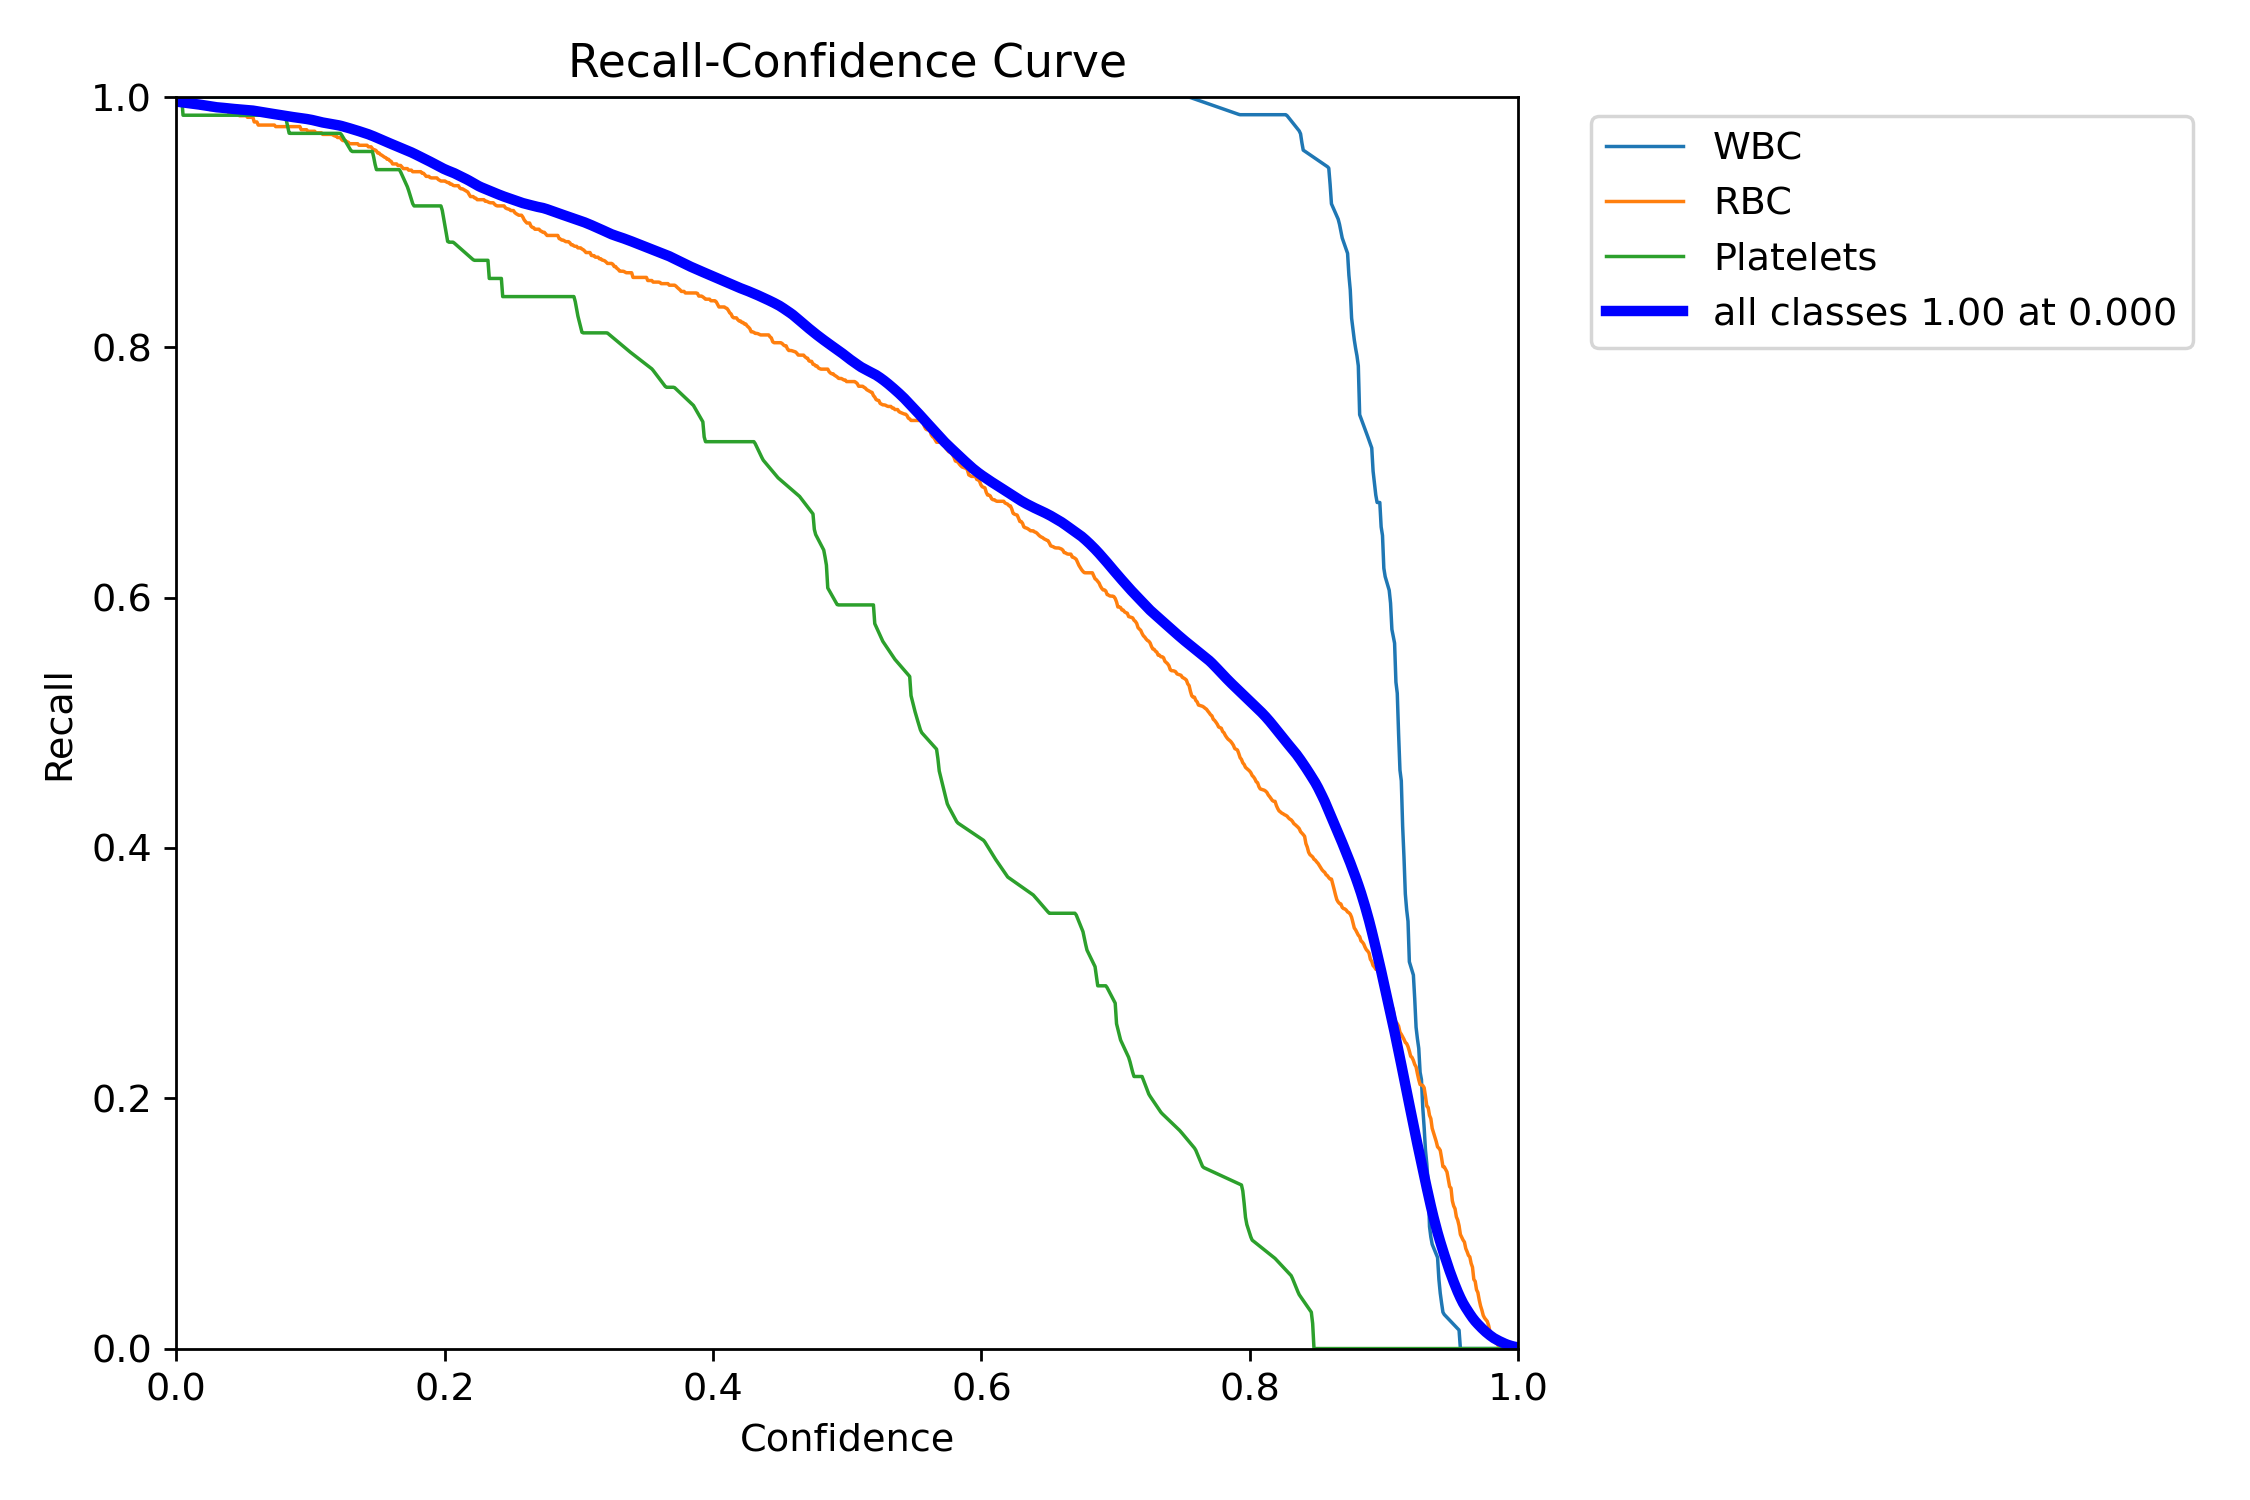 Recall-Confidence Curve
1.0
0.8
0.6
0.4
0.2
0.0
Recall
0.0 0.2 0.4 0.6 0.8 1.0
Confidence
WBC
RBC
Platelets
all classes 1.00 at 0.000